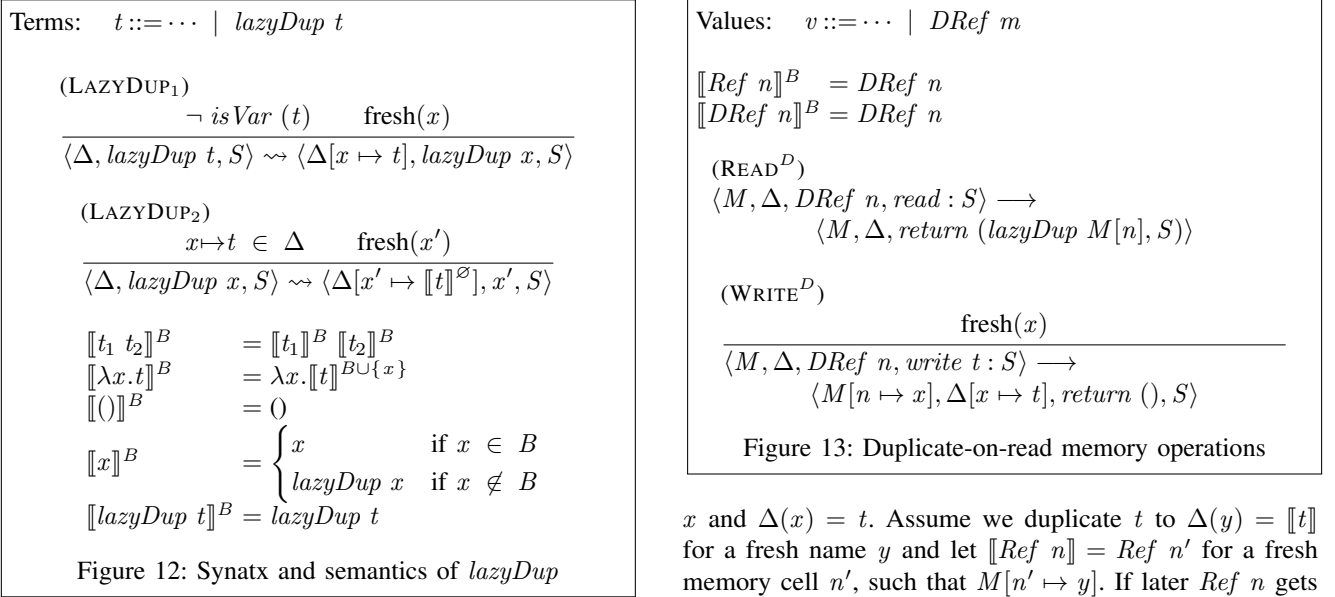 Terms: t ::= ⋯ | lazyDup t
(LAZYDUP₁)
¬ isVar (t) fresh(x)
⟨Δ, lazyDup t, S⟩ ⇝ ⟨Δ[x ↦ t], lazyDup x, S⟩
(LAZYDUP₂)
x↦t ∈ Δ fresh(x′)
⟨Δ, lazyDup x, S⟩ ⇝ ⟨Δ[x′ ↦ ⟦t⟧^∅], x′, S⟩
⟦t₁ t₂⟧^B = ⟦t₁⟧^B ⟦t₂⟧^B
⟦λx.t⟧^B = λx.⟦t⟧^{B∪{x}}
⟦()⟧^B = ()
⟦x⟧^B = { x if x ∈ B
lazyDup x if x ∉ B
⟦lazyDup t⟧^B = lazyDup t
Figure 12: Synatx and semantics of lazyDup
Values: v ::= ⋯ | DRef m
⟦Ref n⟧^B = DRef n
⟦DRef n⟧^B = DRef n
(READ^D)
⟨M, Δ, DRef n, read : S⟩ ⟶
⟨M, Δ, return (lazyDup M[n], S)⟩
(WRITE^D)
fresh(x)
⟨M, Δ, DRef n, write t : S⟩ ⟶
⟨M[n ↦ x], Δ[x ↦ t], return (), S⟩
Figure 13: Duplicate-on-read memory operations
x and Δ(x) = t. Assume we duplicate t to Δ(y) = ⟦t⟧
for a fresh name y and let ⟦Ref n⟧ = Ref n′ for a fresh
memory cell n′, such that M[n′ ↦ y]. If later Ref n gets